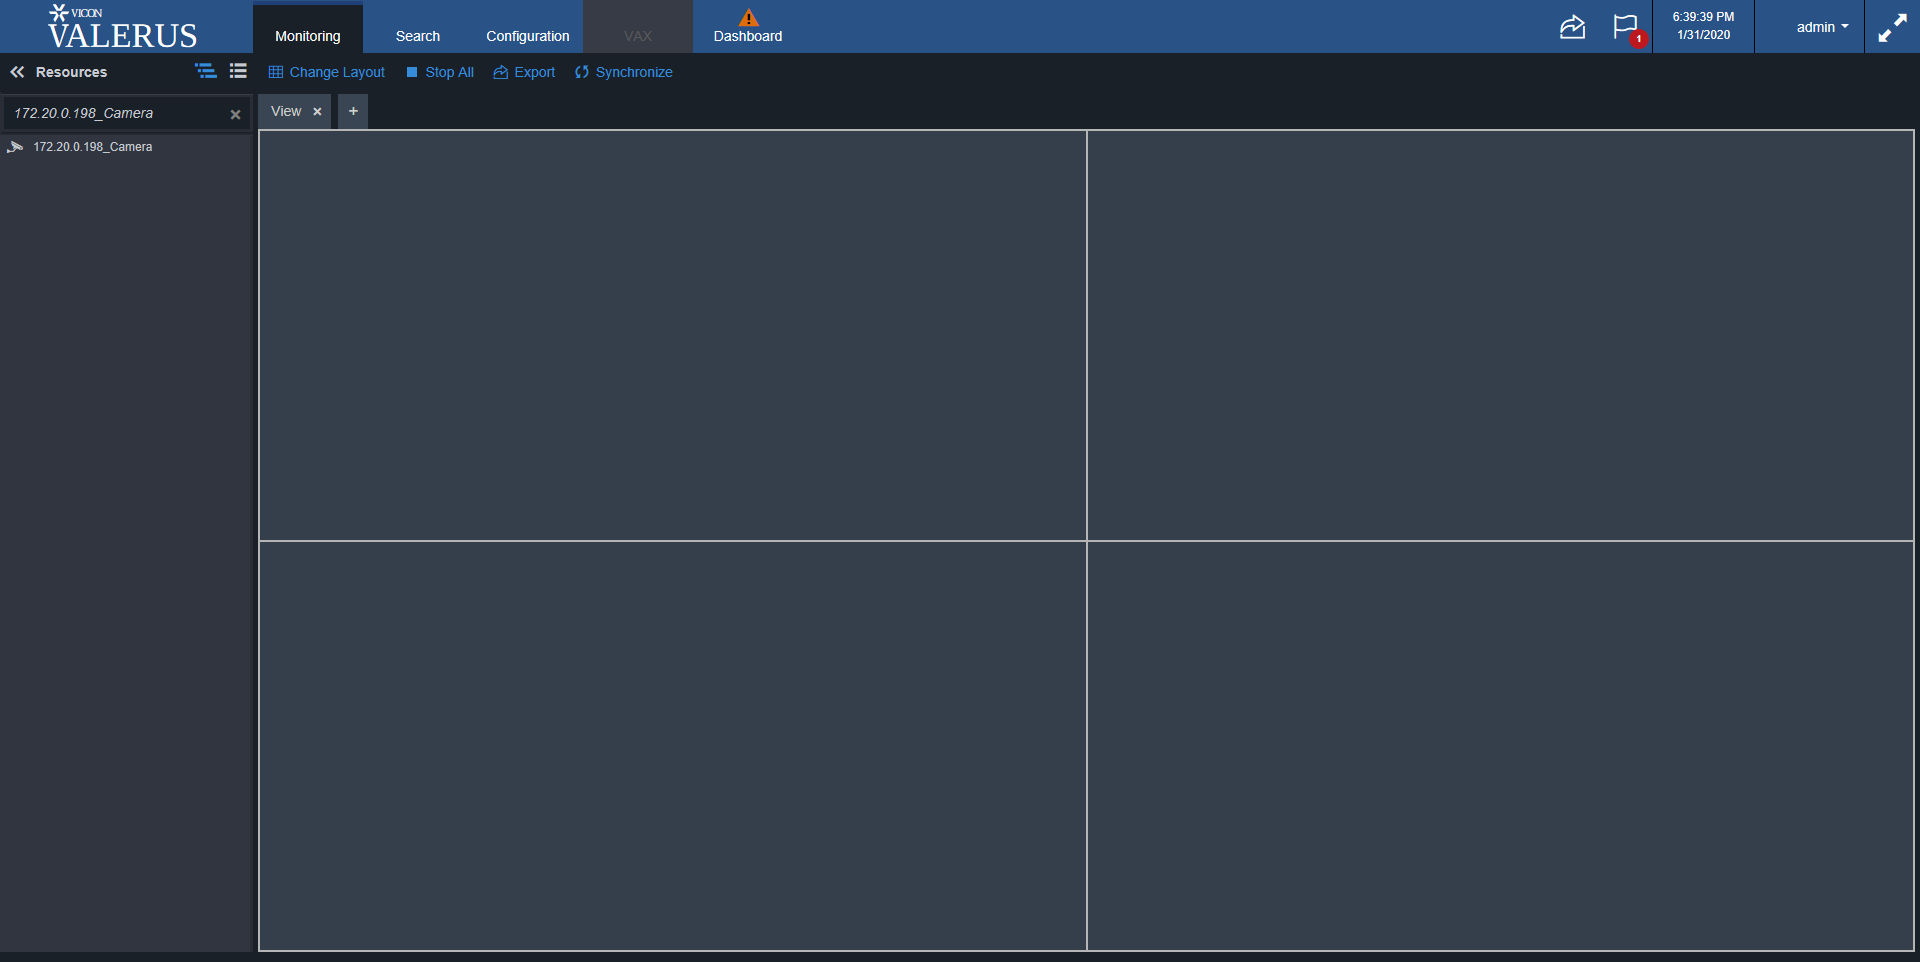 VICON
VALERUS
Monitoring
Search
Configuration
VAX
Dashboard
1
6:39:39 PM
1/31/2020
admin
Resources
Change Layout
Stop All
Export
Synchronize
172.20.0.198_Camera
View
+
172.20.0.198_Camera